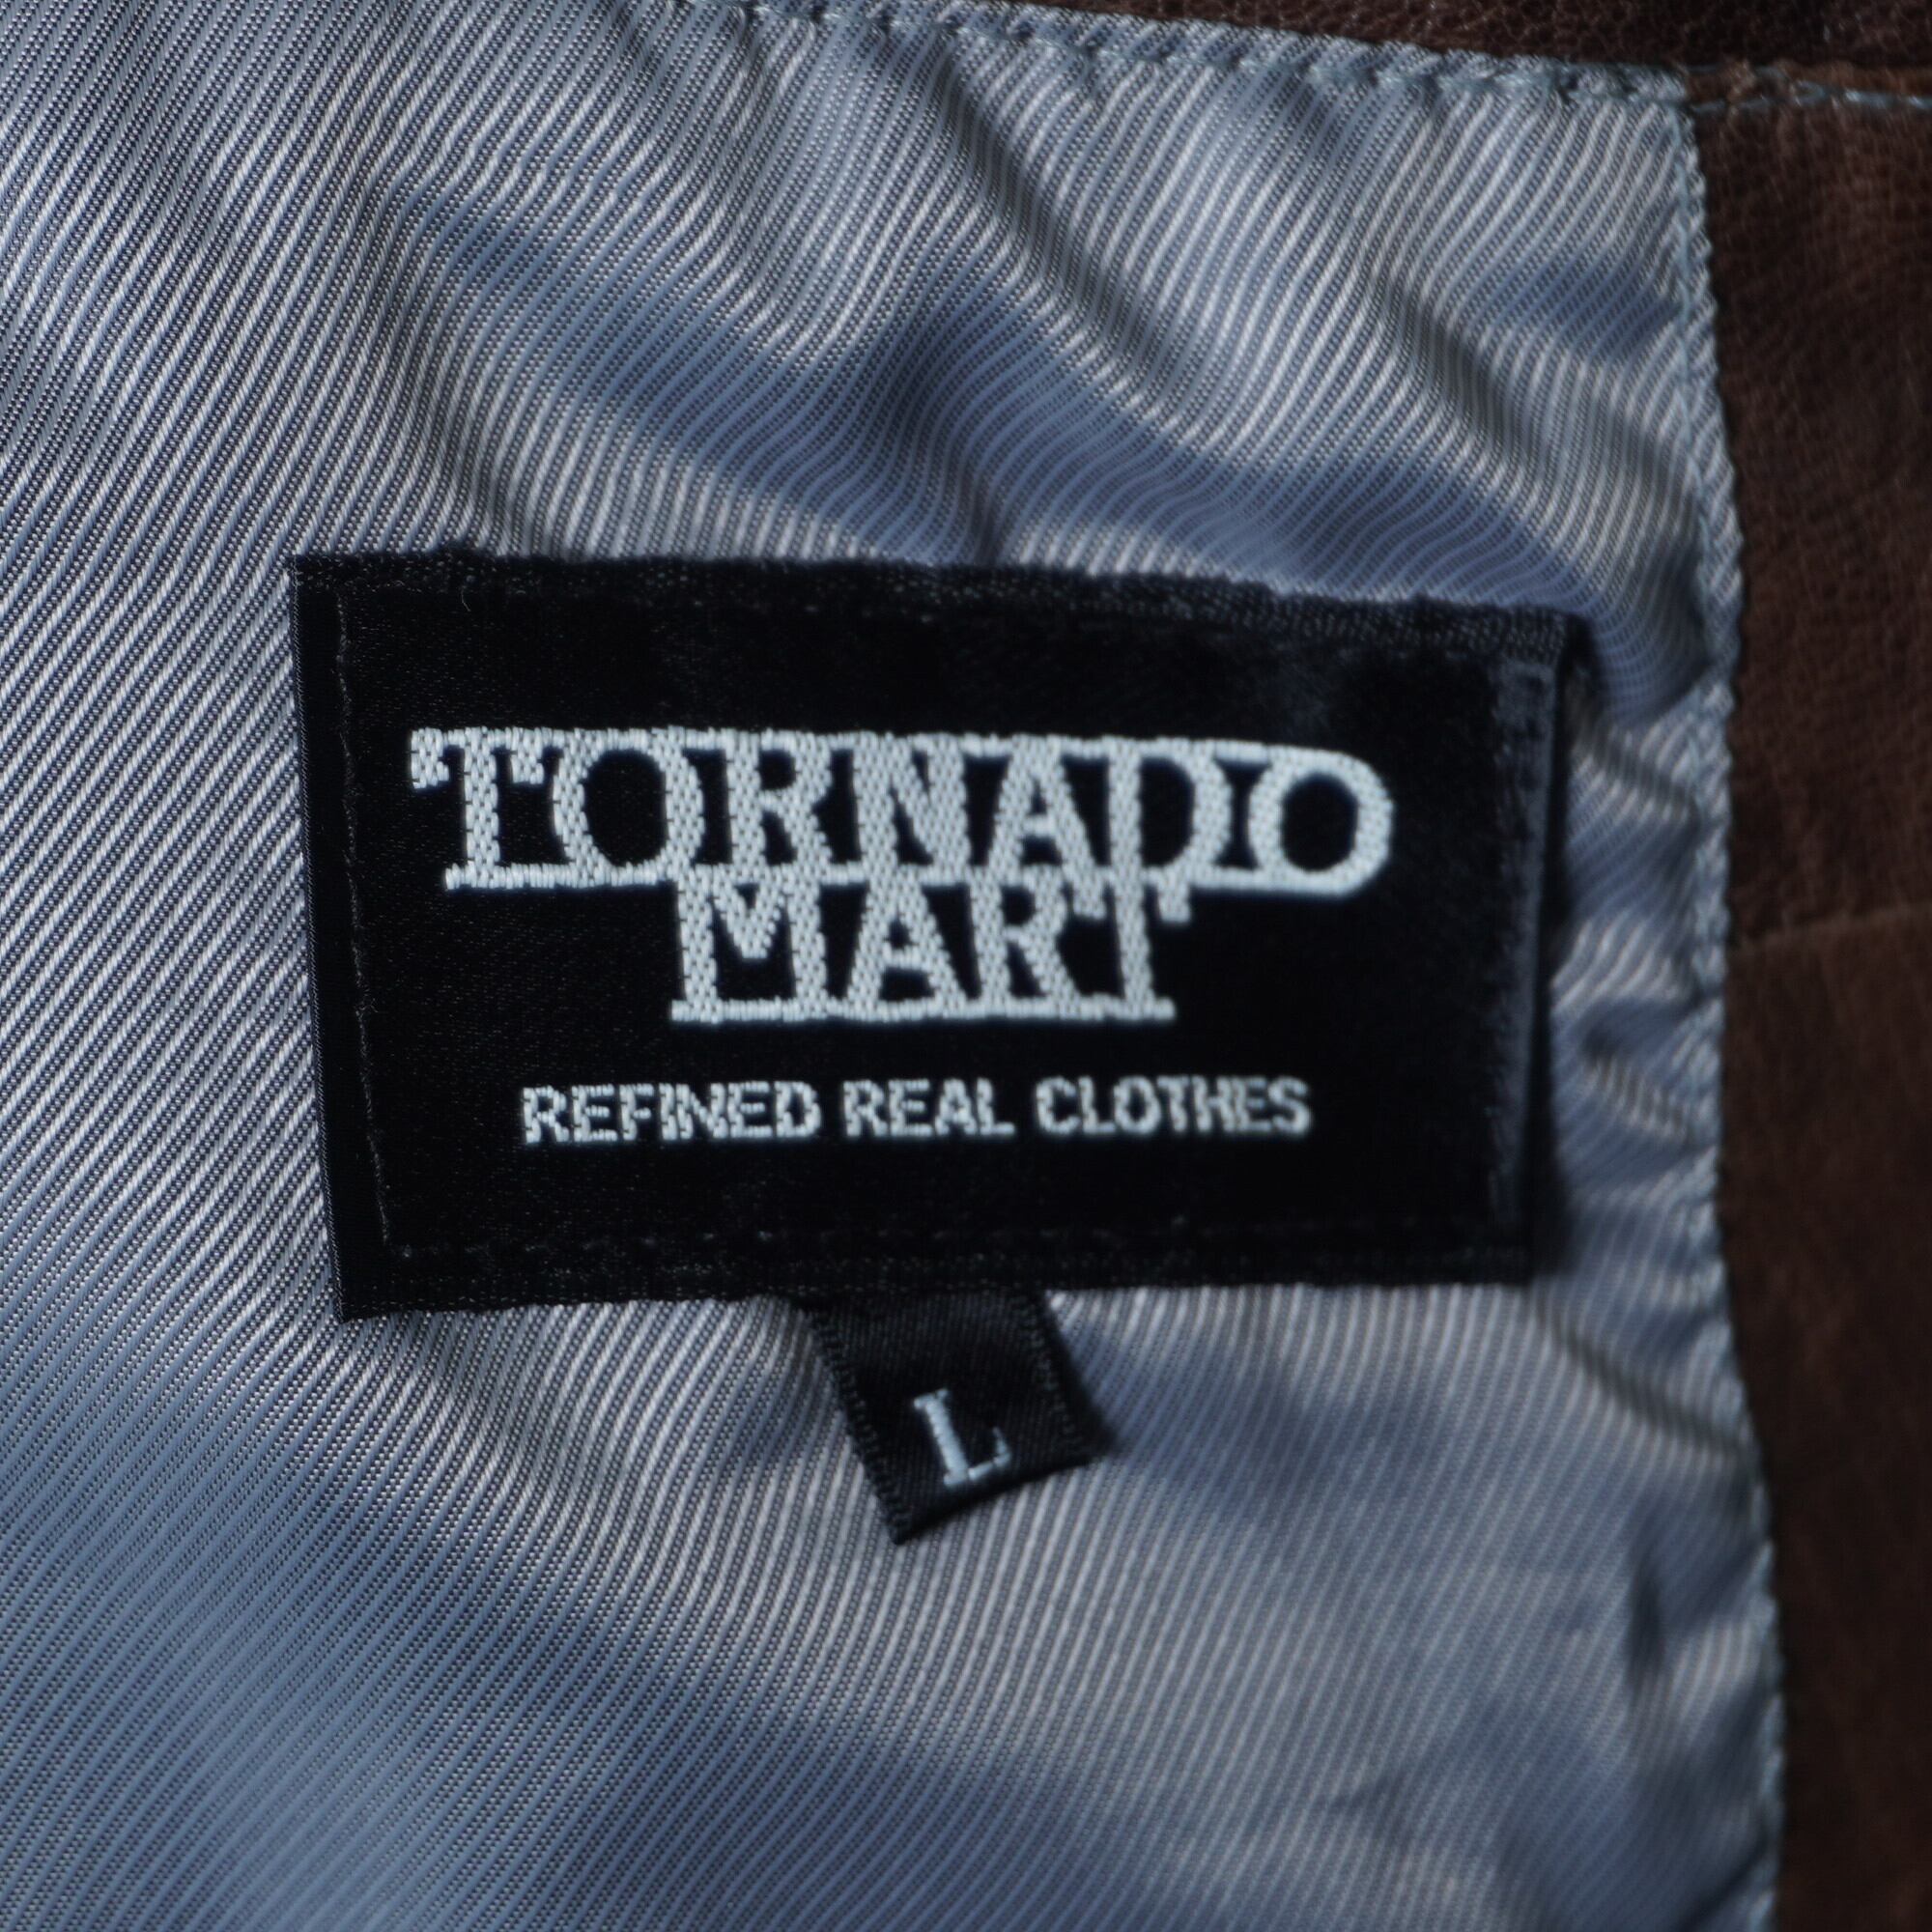 TORNADO
MART
REFINED REAL CLOTHES
L